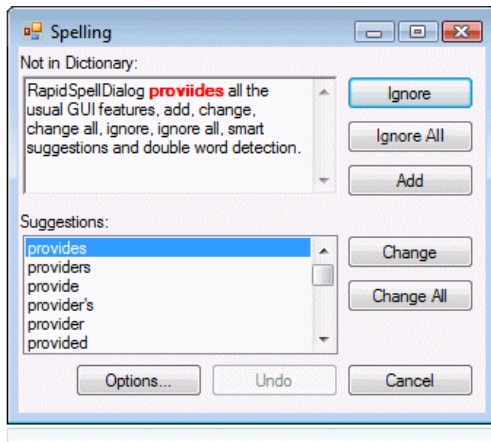 Spelling
Not in Dictionary:
RapidSpellDialog proviides all the
usual GUI features, add, change,
change all, ignore, ignore all, smart
suggestions and double word detection.
Ignore
Ignore All
Add
Suggestions:
provides
providers
provide
provider's
provider
provided
Change
Change All
Options...
Undo
Cancel